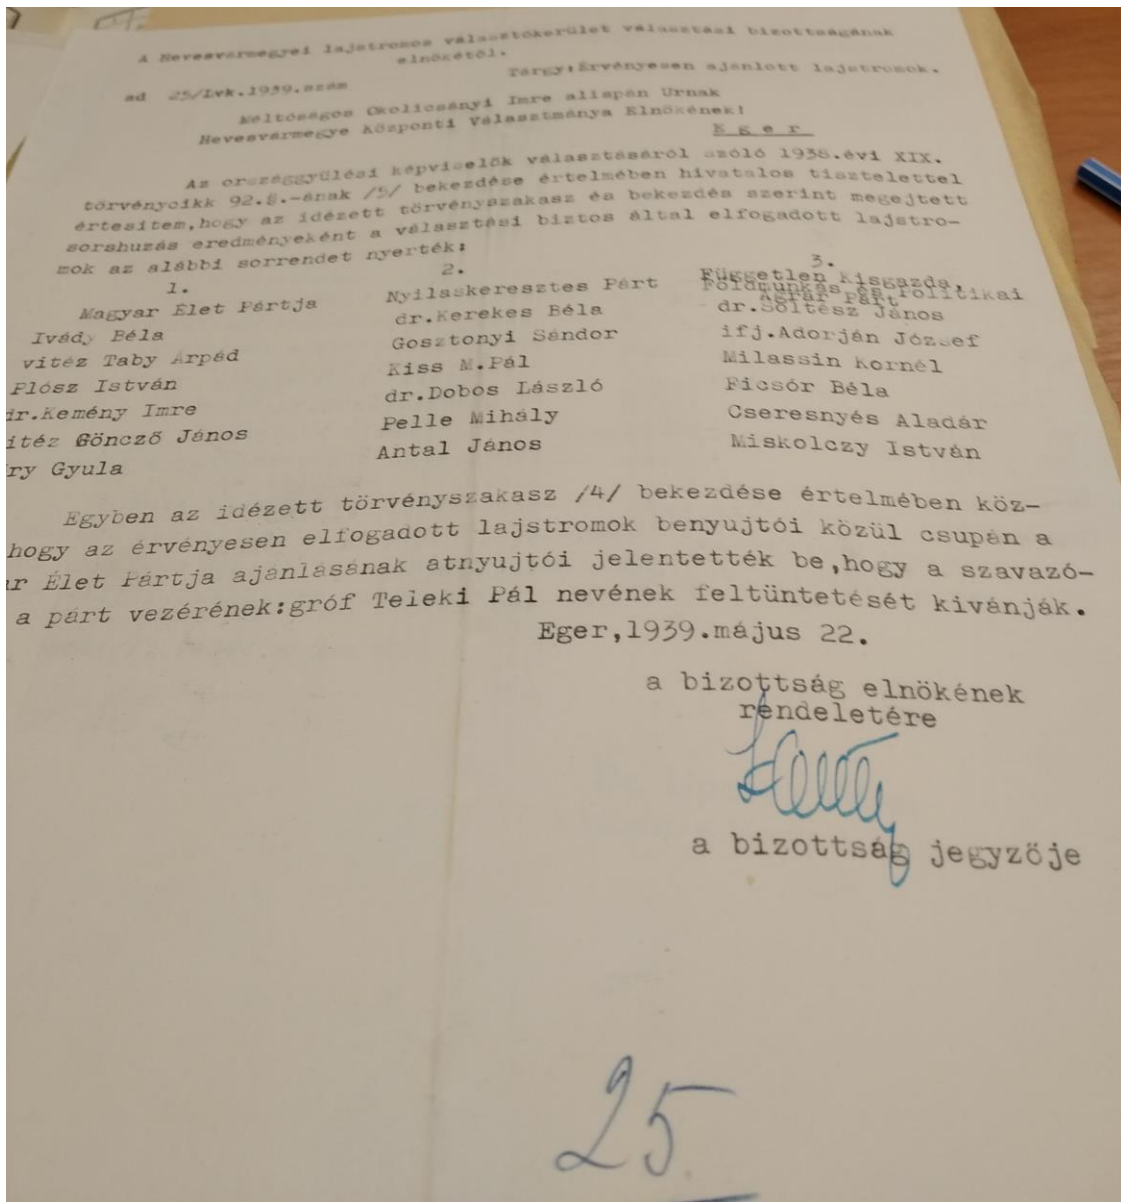 A Hevesvármegyei lajstromos választókerület választási bizottságának
elnökétől.
Tárgy:Érvényesen ajánlott lajstromok.
ad 25/Lvk.1939.szám
Méltóságos Okolicsányi Imre alispán Urnak
Hevesvármegye Központi Választmánya Elnökének!
E g e r
Az országgyülési képviselők választásáról szóló 1938.évi XIX.
törvénycikk 92.§.-ának /5/ bekezdése értelmében hivatalos tisztelettel
értesitem,hogy az idézett törvényszakasz és bekezdés szerint megejtett
sorshuzás eredményeként a választási biztos által elfogadott lajstro-
mok az alábbi sorrendet nyerték:
1. 2. 3.
Magyar Élet Pártja Nyilaskeresztes Párt Független Kisgazda,
Földmunkás és Politikai
Agrár Párt
Ivády Béla dr.Kerekes Béla dr.Soltész János
vitéz Taby Árpád Gosztonyi Sándor ifj.Adorján József
Plósz István Kiss M.Pál Milassin Kornél
dr.Kemény Imre dr.Dobos László Ficsór Béla
itéz Göncző János Pelle Mihály Cseresnyés Aladár
ry Gyula Antal János Miskolczy István
Egyben az idézett törvényszakasz /4/ bekezdése értelmében köz-
hogy az érvényesen elfogadott lajstromok benyujtói közül csupán a
r Élet Pártja ajánlásának atnyujtói jelentették be,hogy a szavazó-
a párt vezérének:gróf Teleki Pál nevének feltüntetését kivánják.
Eger,1939.május 22.
a bizottság elnökének
rendeletére
a bizottság jegyzője
25